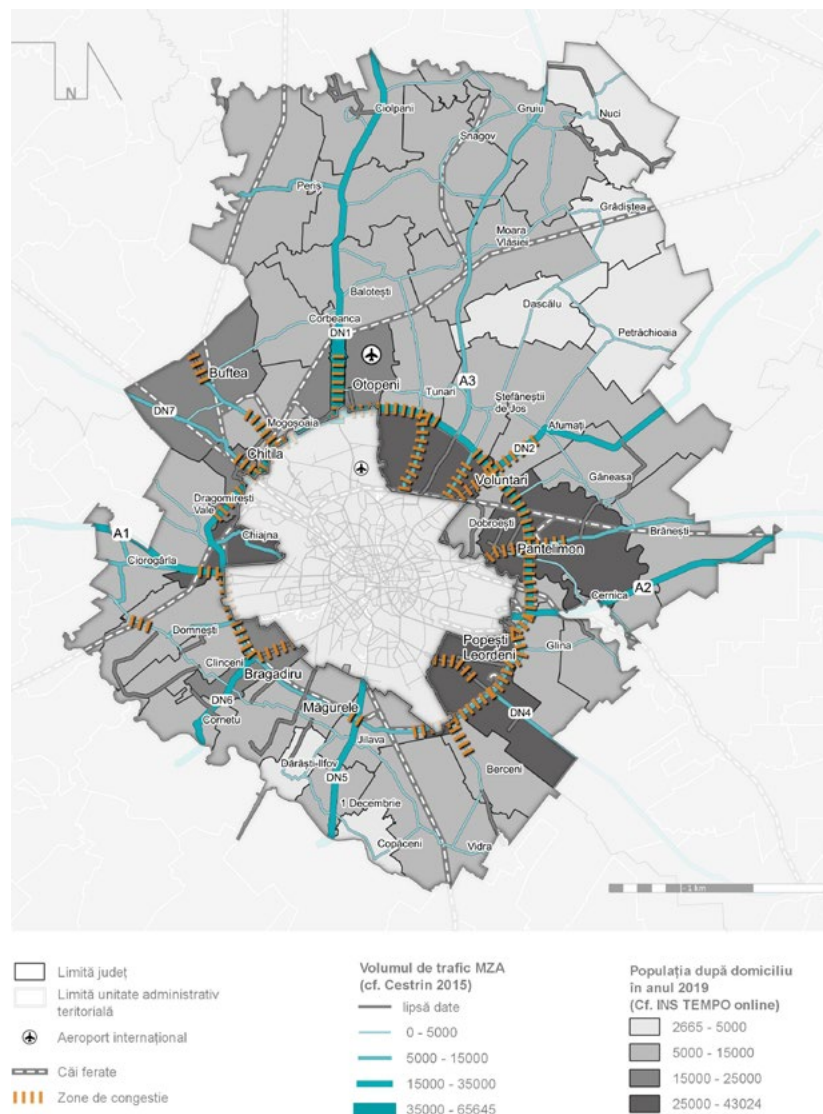 N
Ciolpani
Gruiu
Nuci
Snagov
Periș
Grădiștea
Moara
Vlăsiei
Balotești
Dascălu
Corbeanca
Petrăchioaia
DN1
Buftea
Otopeni
Tunari
A3
Ștefănești
de Jos
DN7
Mogoșoaia
Afumați
DN2
Chitila
Voluntari
Găneasa
Dragomirești
Vale
Dobroești
Brănești
A1
Chiajna
Pantelimon
Ciorogârla
Cernica
A2
Domnești
Popești
Leordeni
Glina
Clinceni
Bragadiru
DN6
Măgurele
DN4
Cornetu
Jilava
Dărăști-Ilfov
Berceni
DN5
1 Decembrie
Copăceni
Vidra
1 km
Limită județ
Limită unitate administrativ
teritorială
Aeroport internațional
Căi ferate
Zone de congestie
Volumul de trafic MZA
(cf. Cestrin 2015)
lipsă date
0 - 5000
5000 - 15000
15000 - 35000
35000 - 65645
Populația după domiciliu
în anul 2019
(Cf. INS TEMPO online)
2665 - 5000
5000 - 15000
15000 - 25000
25000 - 43024